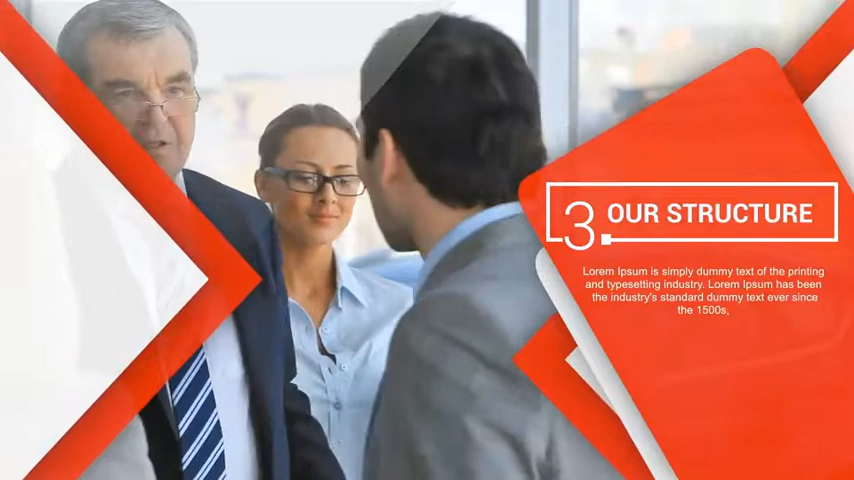 3. OUR STRUCTURE
Lorem Ipsum is simply dummy text of the printing
and typesetting industry. Lorem Ipsum has been
the industry's standard dummy text ever since
the 1500s,